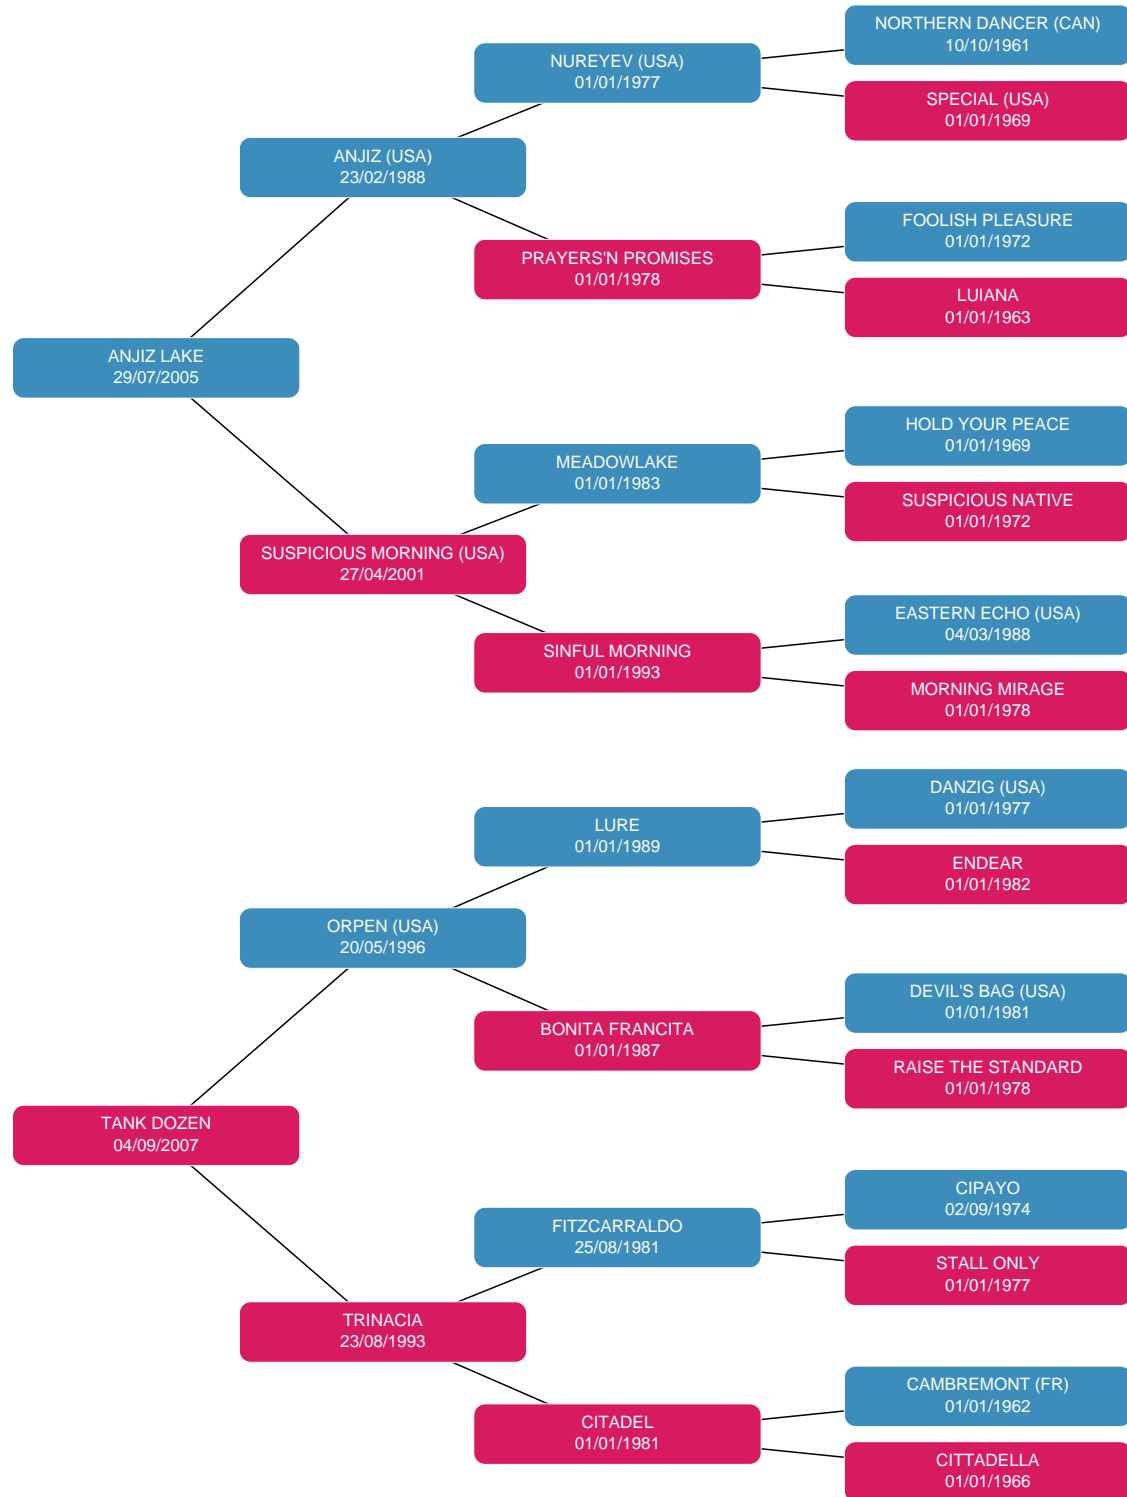 NORTHERN DANCER (CAN)
10/10/1961
NUREYEV (USA)
01/01/1977
SPECIAL (USA)
01/01/1969
ANJIZ (USA)
23/02/1988
FOOLISH PLEASURE
01/01/1972
PRAYERS'N PROMISES
01/01/1978
LUIANA
01/01/1963
ANJIZ LAKE
29/07/2005
HOLD YOUR PEACE
01/01/1969
MEADOWLAKE
01/01/1983
SUSPICIOUS NATIVE
01/01/1972
SUSPICIOUS MORNING (USA)
27/04/2001
EASTERN ECHO (USA)
04/03/1988
SINFUL MORNING
01/01/1993
MORNING MIRAGE
01/01/1978
DANZIG (USA)
01/01/1977
LURE
01/01/1989
ENDEAR
01/01/1982
ORPEN (USA)
20/05/1996
DEVIL'S BAG (USA)
01/01/1981
BONITA FRANCITA
01/01/1987
RAISE THE STANDARD
01/01/1978
TANK DOZEN
04/09/2007
CIPAYO
02/09/1974
FITZCARRALDO
25/08/1981
STALL ONLY
01/01/1977
TRINACIA
23/08/1993
CAMBREMONT (FR)
01/01/1962
CITADEL
01/01/1981
CITTADELLA
01/01/1966